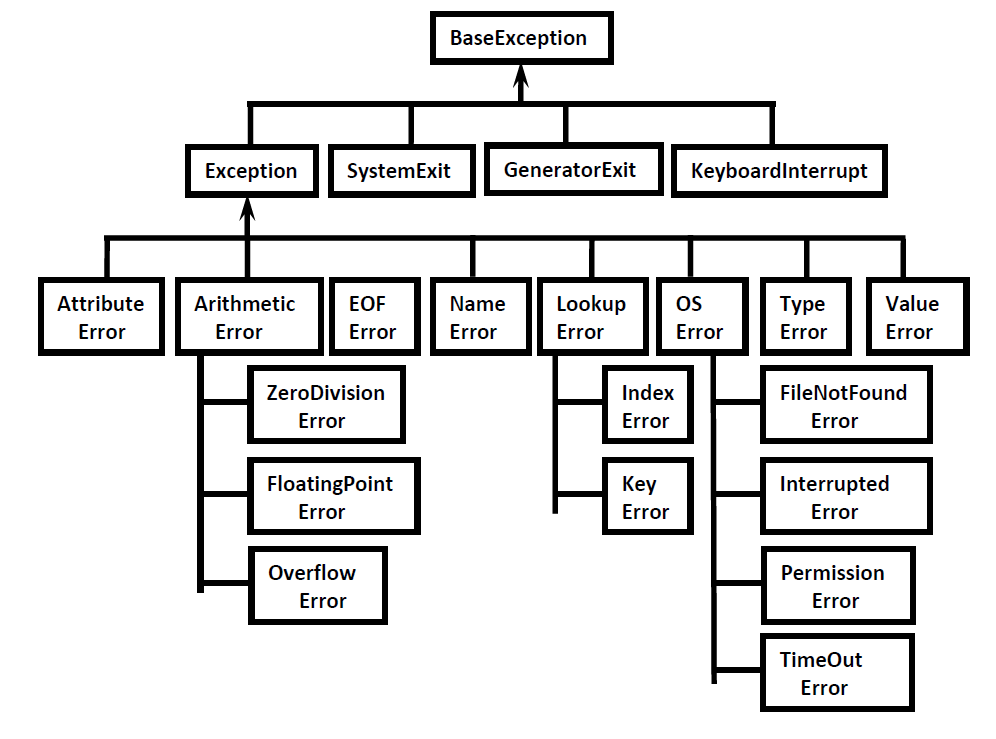 BaseException
Exception
SystemExit
GeneratorExit
KeyboardInterrupt
Attribute
Error
Arithmetic
Error
EOF
Error
Name
Error
Lookup
Error
OS
Error
Type
Error
Value
Error
ZeroDivision
Error
FloatingPoint
Error
Overflow
Error
Index
Error
Key
Error
FileNotFound
Error
Interrupted
Error
Permission
Error
TimeOut
Error